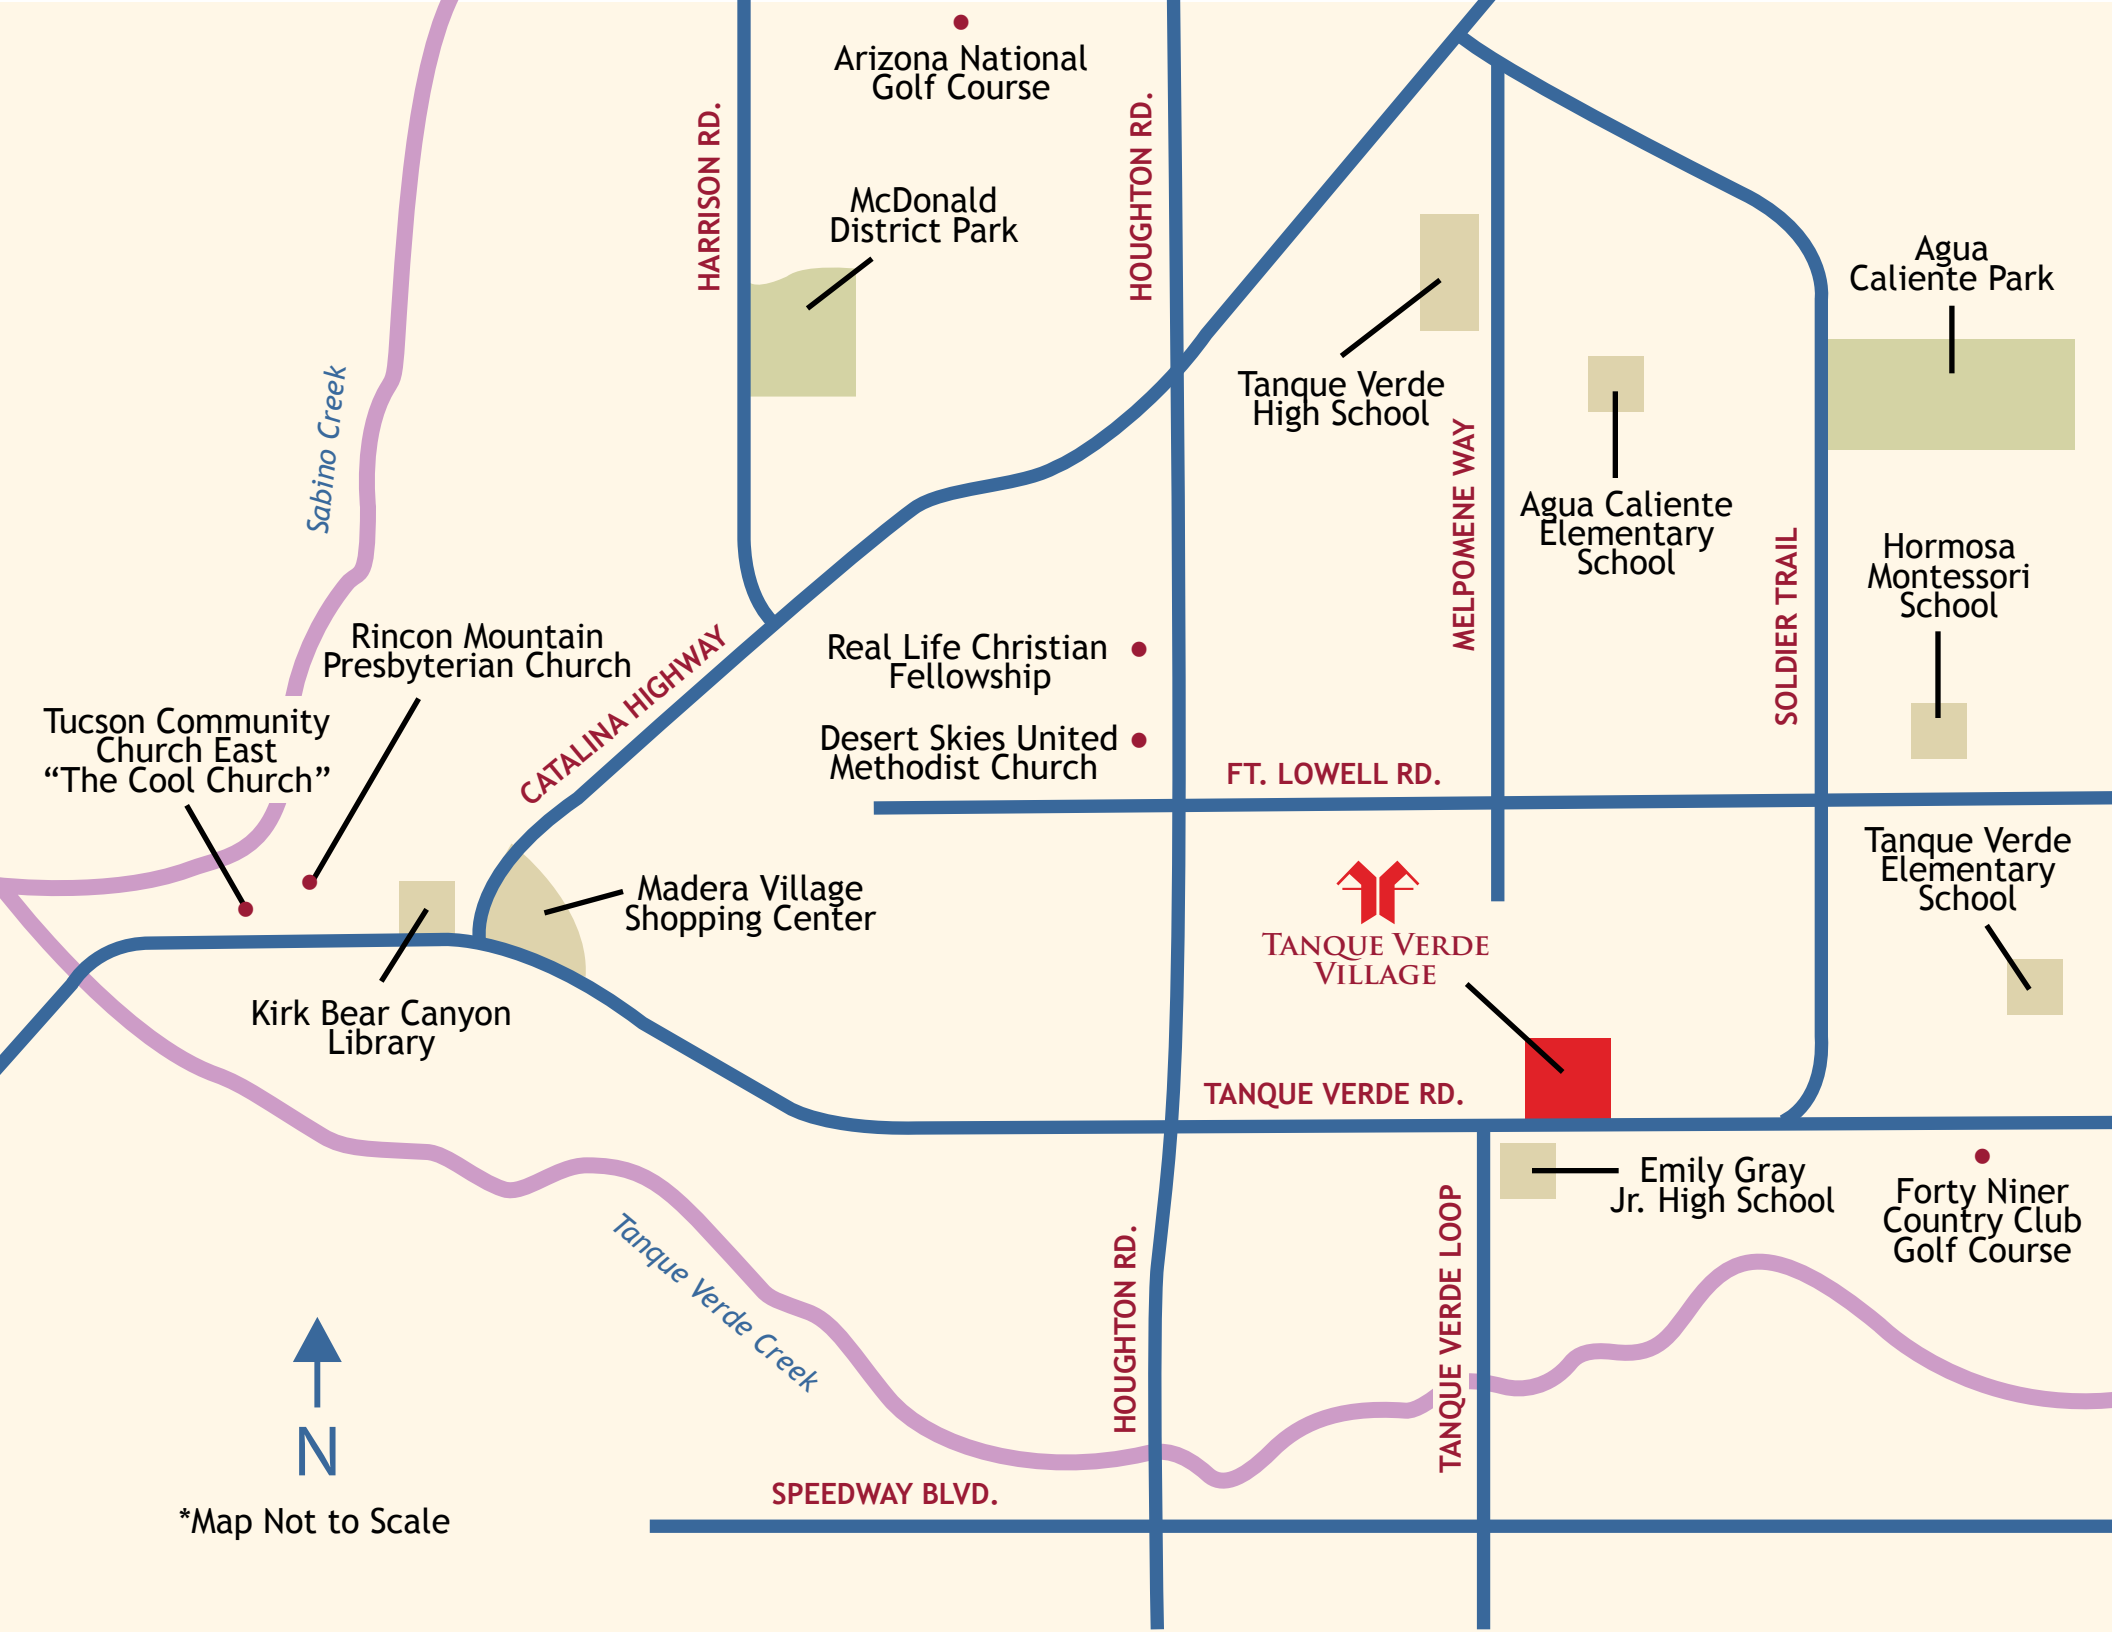 Arizona National
Golf Course
HARRISON RD.
HOUGHTON RD.
McDonald
District Park
Agua
Caliente Park
Sabino Creek
Tanque Verde
High School
MELPOMENE WAY
Agua Caliente
Elementary
School
SOLDIER TRAIL
Hormosa
Montessori
School
Rincon Mountain
Presbyterian Church
CATALINA HIGHWAY
Real Life Christian
Fellowship
Tucson Community
Church East
“The Cool Church”
Desert Skies United
Methodist Church
FT. LOWELL RD.
Tanque Verde
Elementary
School
Madera Village
Shopping Center
TANQUE VERDE
VILLAGE
Kirk Bear Canyon
Library
TANQUE VERDE RD.
Emily Gray
Jr. High School
Forty Niner
Country Club
Golf Course
Tanque Verde Creek
HOUGHTON RD.
TANQUE VERDE LOOP
N
SPEEDWAY BLVD.
*Map Not to Scale